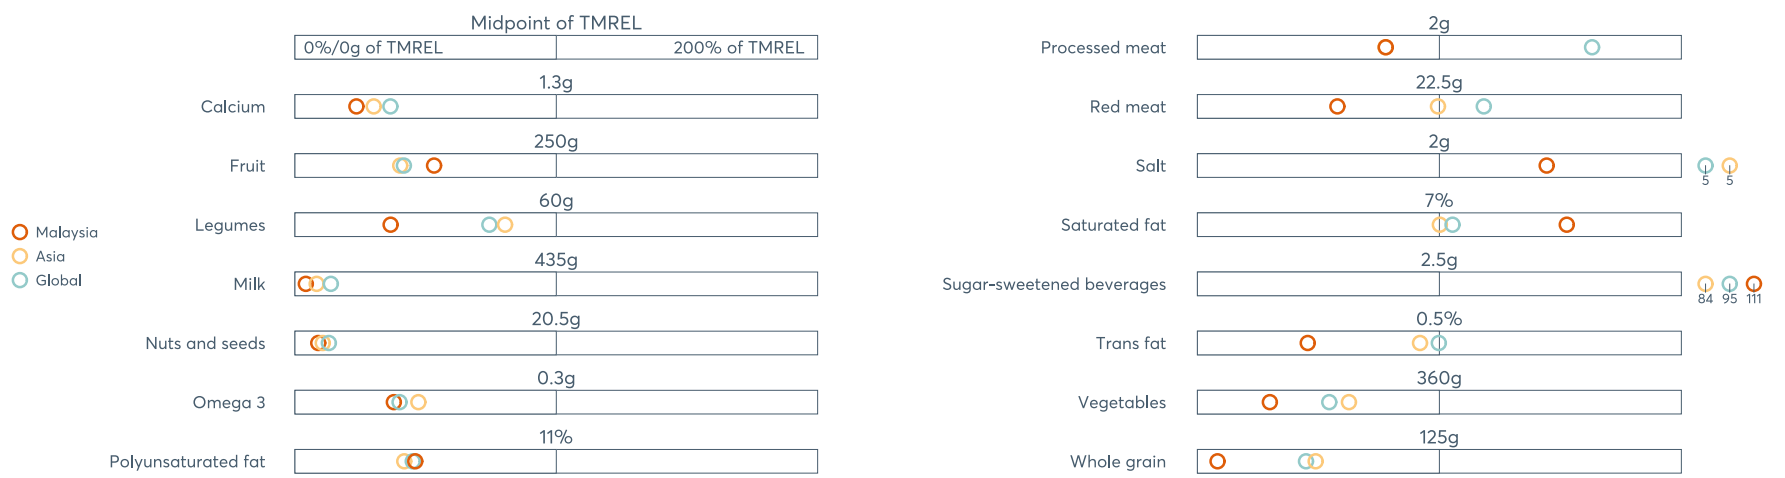 Midpoint of TMREL
0%/0g of TMREL 200% of TMREL
1.3g
Calcium
250g
Fruit
60g
Legumes
435g
Milk
20.5g
Nuts and seeds
0.3g
Omega 3
11%
Polyunsaturated fat
Malaysia
Asia
Global
2g
Processed meat
22.5g
Red meat
2g
Salt
5 5
7%
Saturated fat
2.5g
Sugar-sweetened beverages
84 95 111
0.5%
Trans fat
360g
Vegetables
125g
Whole grain